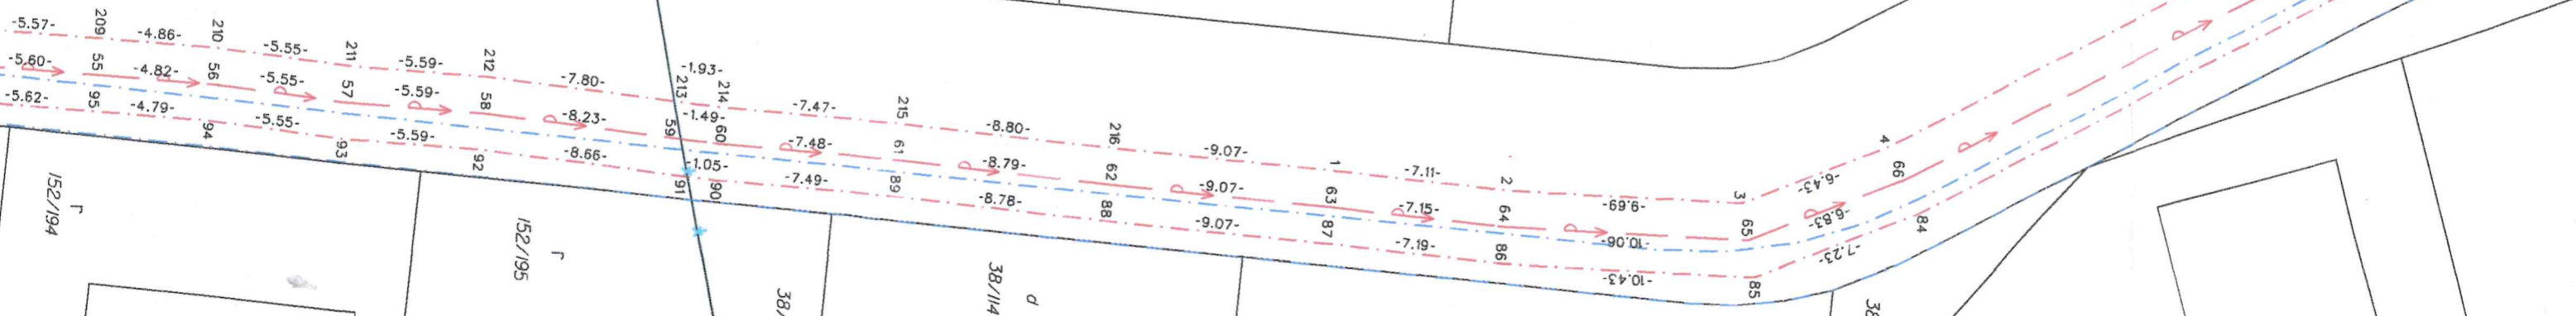 -5.57- 209 -4.86- 210 -5.55- 211 -5.59- 212 -7.80- -1.93- 213 214 -7.47- 215 -8.80- 216 -9.07- 1 -7.11- 2 -9.69- 3 -6.43- 4
-5.60- 55 -4.82- 56 -5.55- 57 -5.59- 58 -8.23- 59 -1.49- 60 -7.48- 61 -8.79- 62 -9.07- 63 -7.15- 64 -10.06- 65 -6.83- 66
-5.62- 95 -4.79- 94 -5.55- 93 -5.59- 92 -8.66- 91 -1.05- 90 -7.49- 89 -8.78- 88 -9.07- 87 -7.19- 86 -10.43- 85 -7.23- 84
152/194
152/195
38/
38/114
d
38